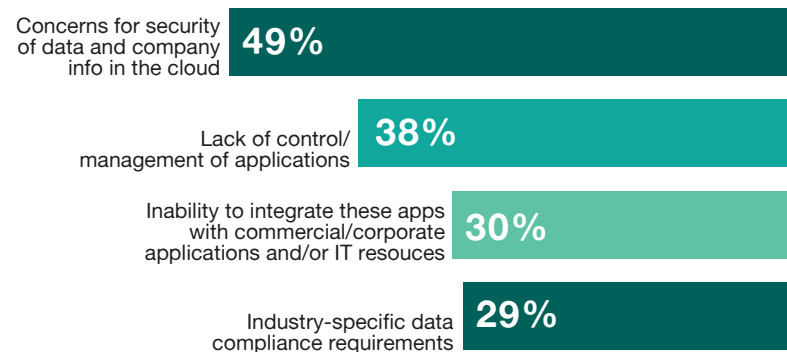 Concerns for security
of data and company
info in the cloud
49%
Lack of control/
management of applications
38%
Inability to integrate these apps
with commercial/corporate
applications and/or IT resouces
30%
Industry-specific data
compliance requirements
29%